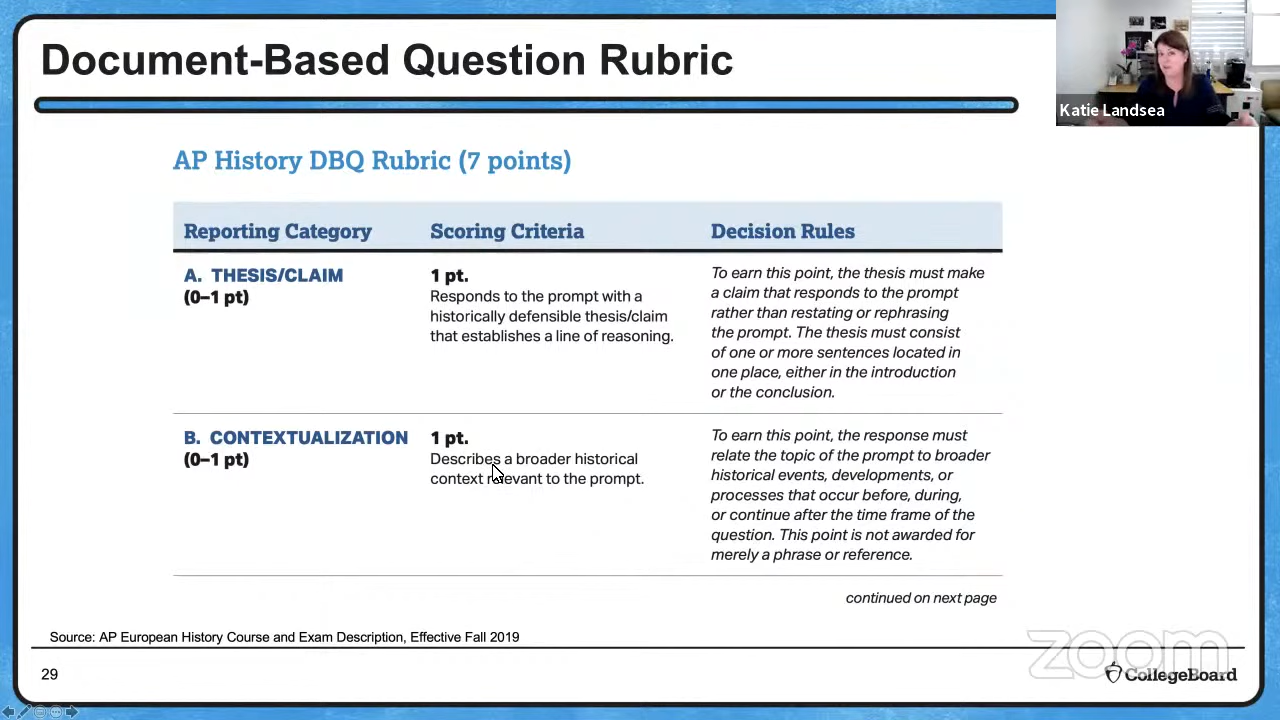 Document-Based Question Rubric
Katie Landsea
AP History DBQ Rubric (7 points)
Reporting Category
Scoring Criteria
Decision Rules
A. THESIS/CLAIM
(0–1 pt)
1 pt.
Responds to the prompt with a
historically defensible thesis/claim
that establishes a line of reasoning.
To earn this point, the thesis must make
a claim that responds to the prompt
rather than restating or rephrasing
the prompt. The thesis must consist
of one or more sentences located in
one place, either in the introduction
or the conclusion.
B. CONTEXTUALIZATION
(0–1 pt)
1 pt.
Describes a broader historical
context relevant to the prompt.
To earn this point, the response must
relate the topic of the prompt to broader
historical events, developments, or
processes that occur before, during,
or continue after the time frame of the
question. This point is not awarded for
merely a phrase or reference.
continued on next page
Source: AP European History Course and Exam Description, Effective Fall 2019
29
zoom
CollegeBoard